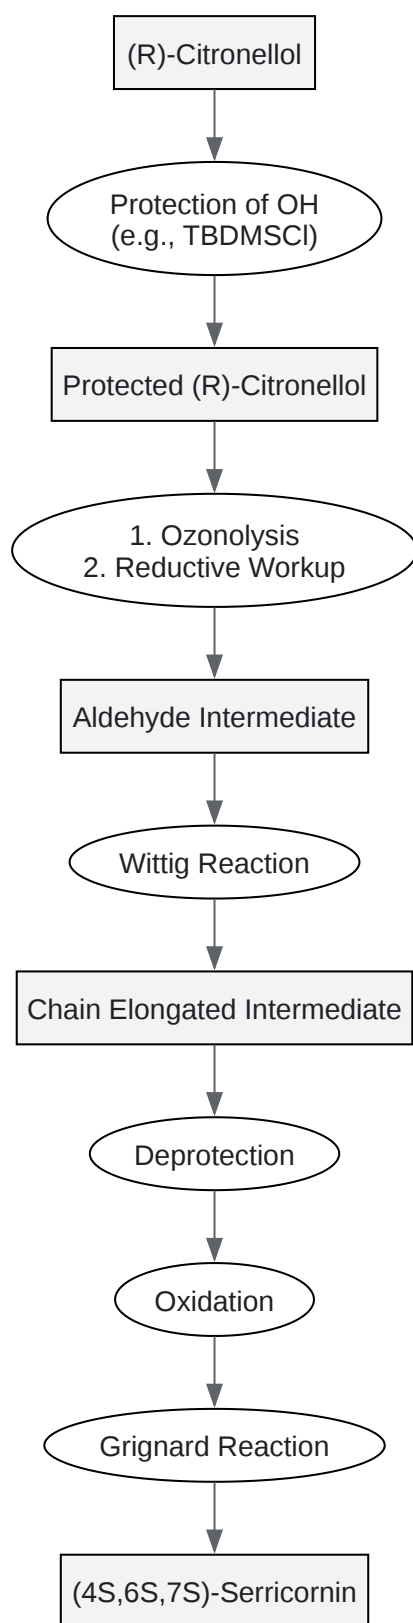 (R)-Citronellol
Protection of OH
(e.g., TBDMSCl)
Protected (R)-Citronellol
1. Ozonolysis
2. Reductive Workup
Aldehyde Intermediate
Wittig Reaction
Chain Elongated Intermediate
Deprotection
Oxidation
Grignard Reaction
(4S,6S,7S)-Serricornin